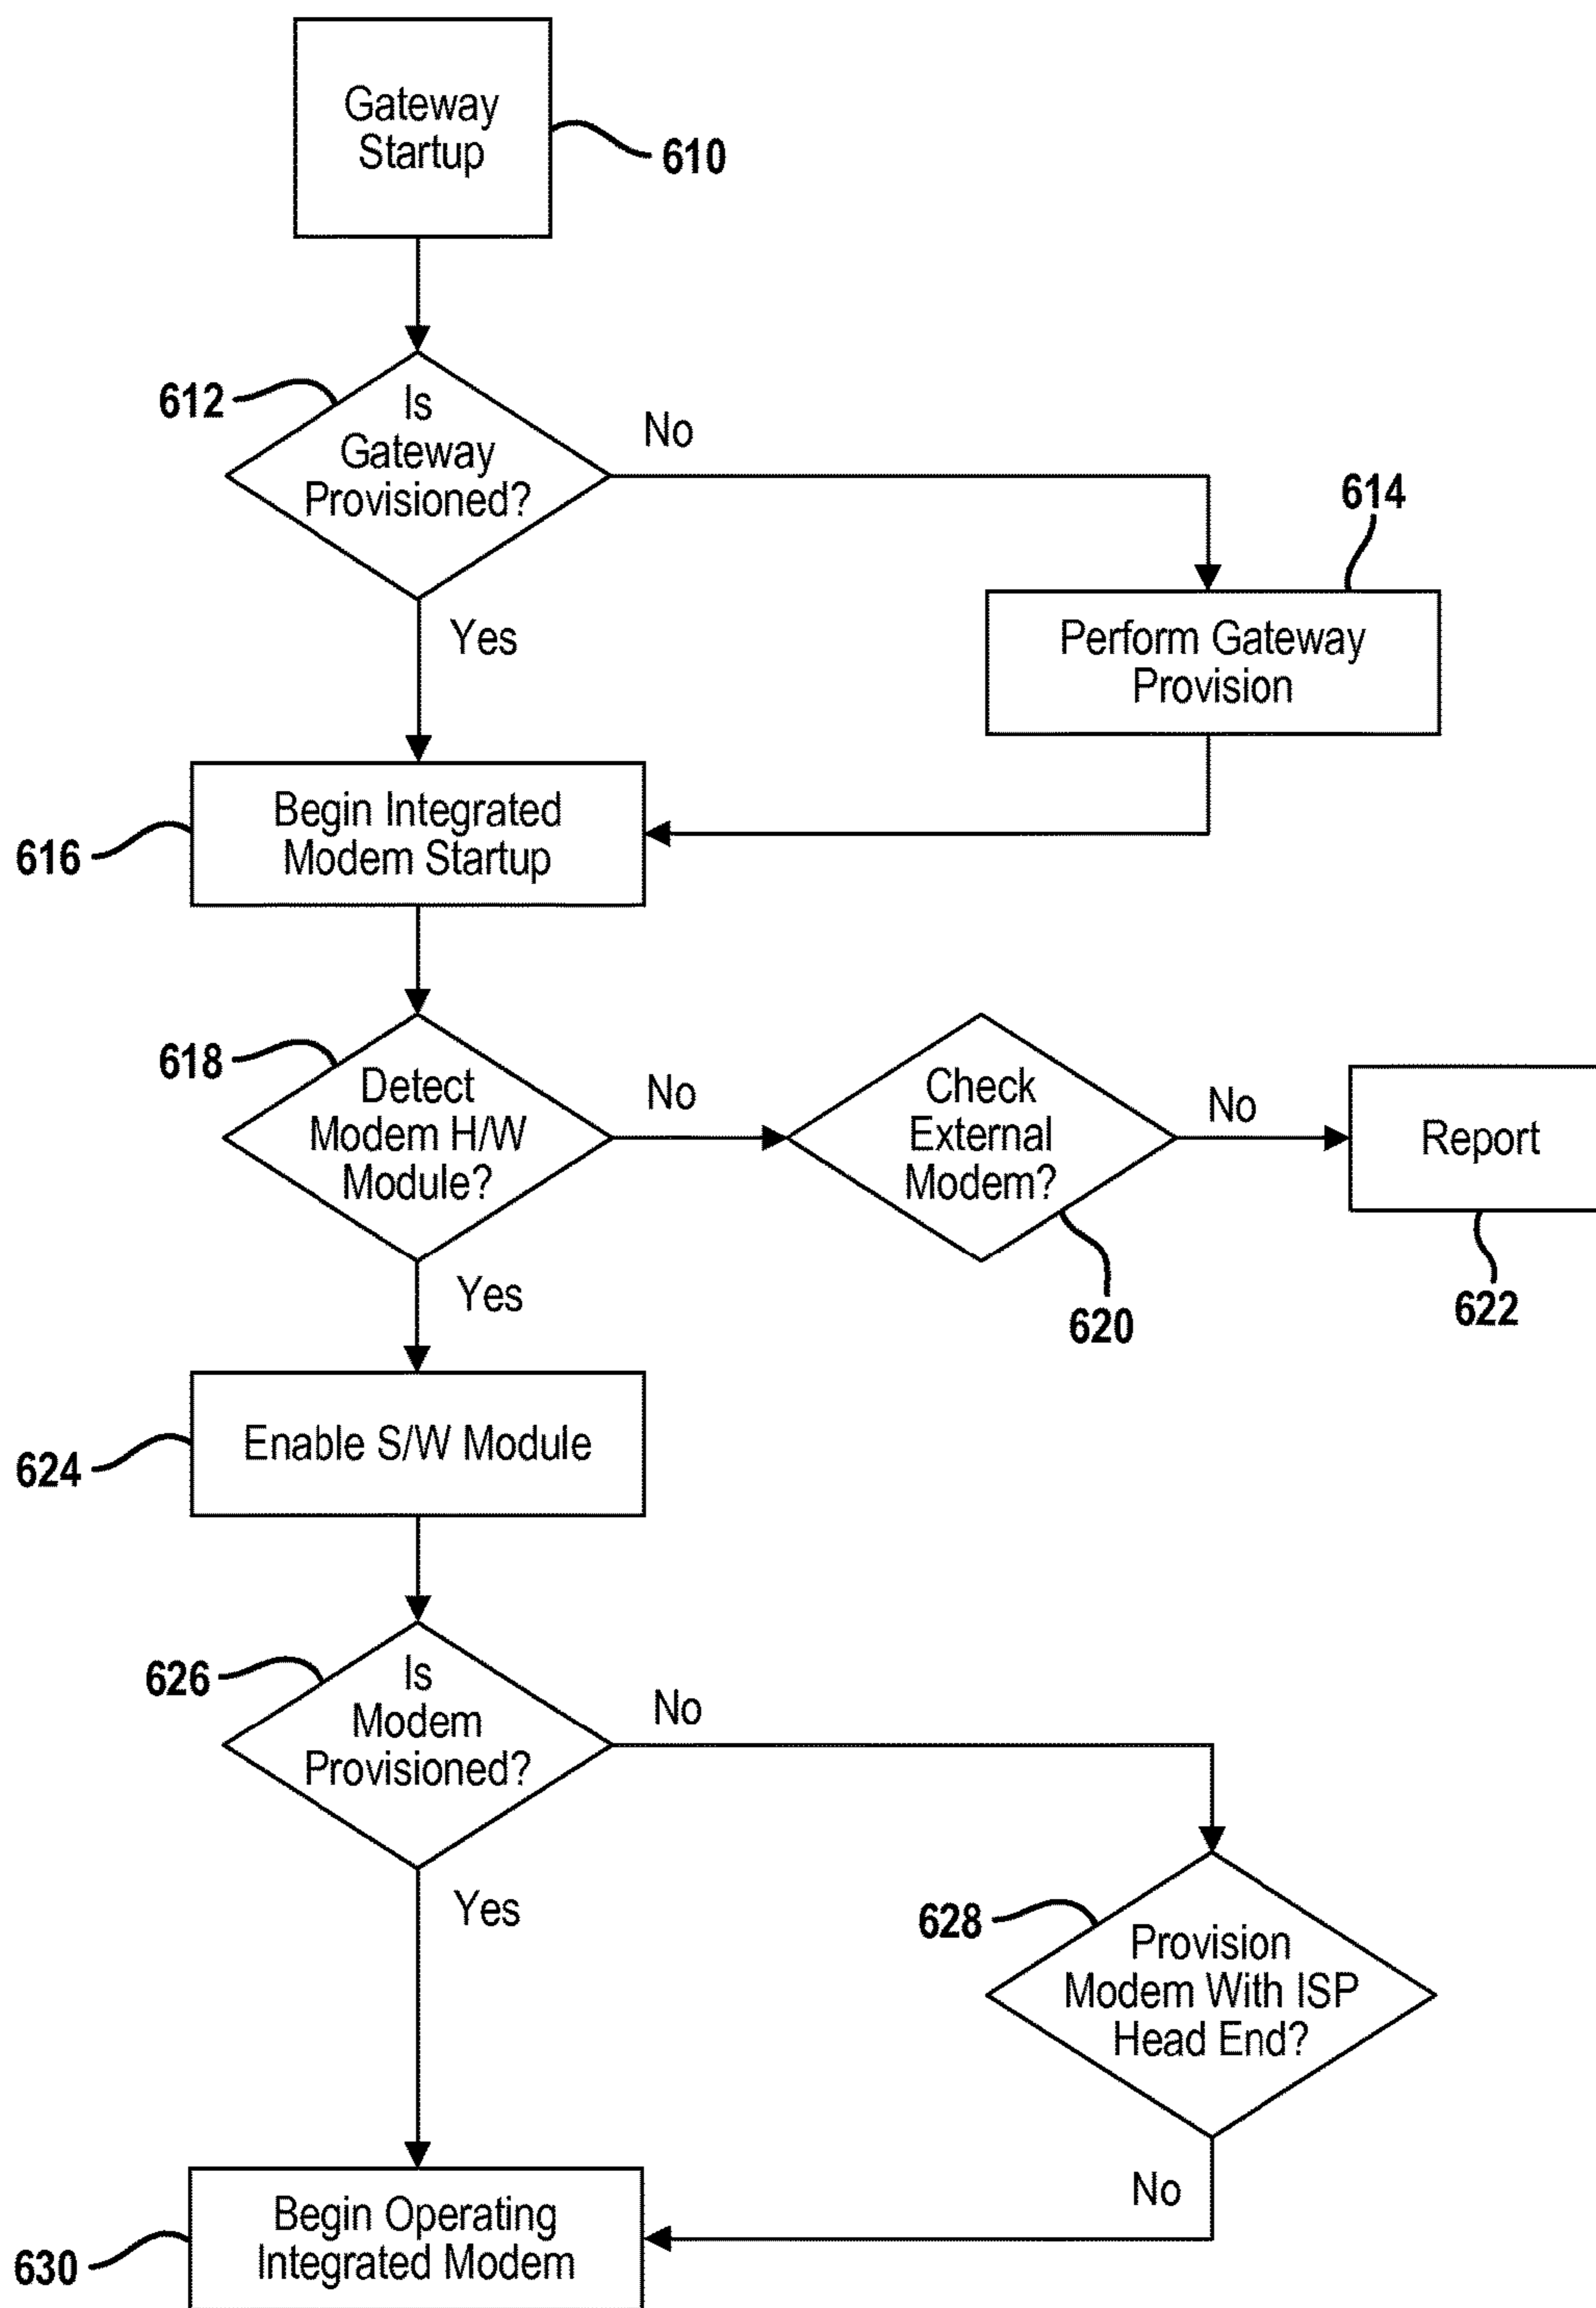 Gateway
Startup
610
612
Is
Gateway
Provisioned?
No
614
Yes
Perform Gateway
Provision
616
Begin Integrated
Modem Startup
618
Detect
Modem H/W
Module?
No
Check
External
Modem?
No
Report
620
622
Yes
624
Enable S/W Module
626
Is
Modem
Provisioned?
No
Yes
628
Provision
Modem With ISP
Head End?
No
630
Begin Operating
Integrated Modem